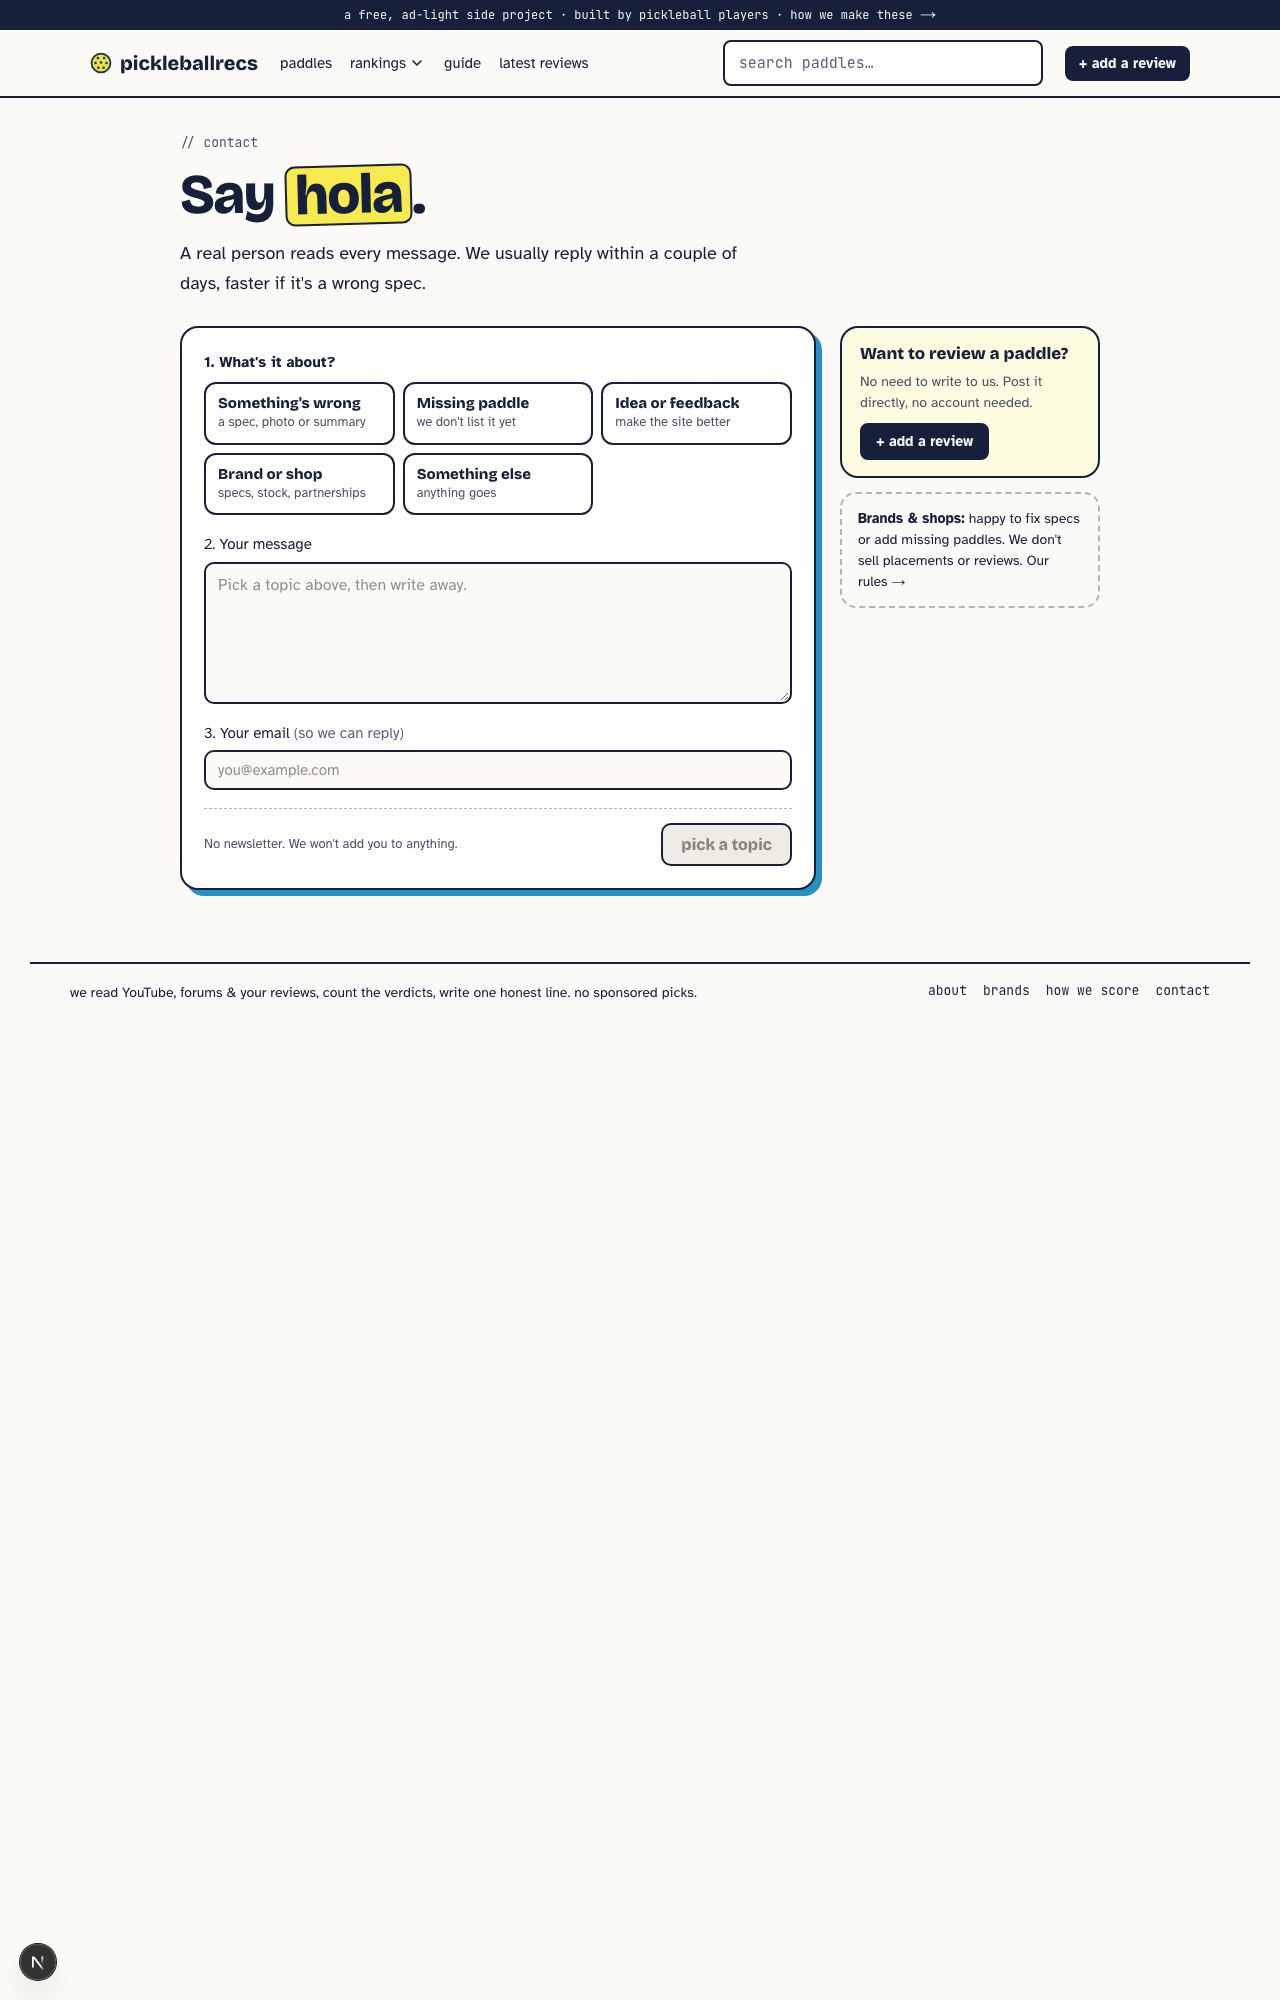 a free, ad-light side project · built by pickleball players · how we make these →
pickleballrecs
paddles
rankings
guide
latest reviews
search paddles…
+ add a review
// contact
Say hola.
A real person reads every message. We usually reply within a couple of
days, faster if it's a wrong spec.
1. What's it about?
Something's wrong
a spec, photo or summary
Missing paddle
we don't list it yet
Idea or feedback
make the site better
Brand or shop
specs, stock, partnerships
Something else
anything goes
2. Your message
Pick a topic above, then write away.
3. Your email (so we can reply)
you@example.com
No newsletter. We won't add you to anything.
pick a topic
Want to review a paddle?
No need to write to us. Post it
directly, no account needed.
+ add a review
Brands & shops: happy to fix specs
or add missing paddles. We don't
sell placements or reviews. Our
rules →
we read YouTube, forums & your reviews, count the verdicts, write one honest line. no sponsored picks.
about
brands
how we score
contact
N